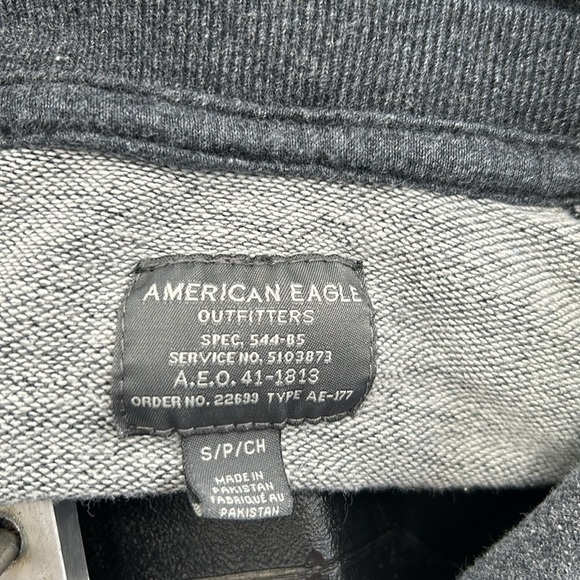 AMERICAN EAGLE
OUTFITTERS
SPEC. 544-B5
SERVICE NO. 5103873
A.E.O. 41-1813
ORDER NO. 22699 TYPE AE-177
S/P/CH
MADE IN
PAKISTAN
FABRIQUÉ AU
PAKISTAN